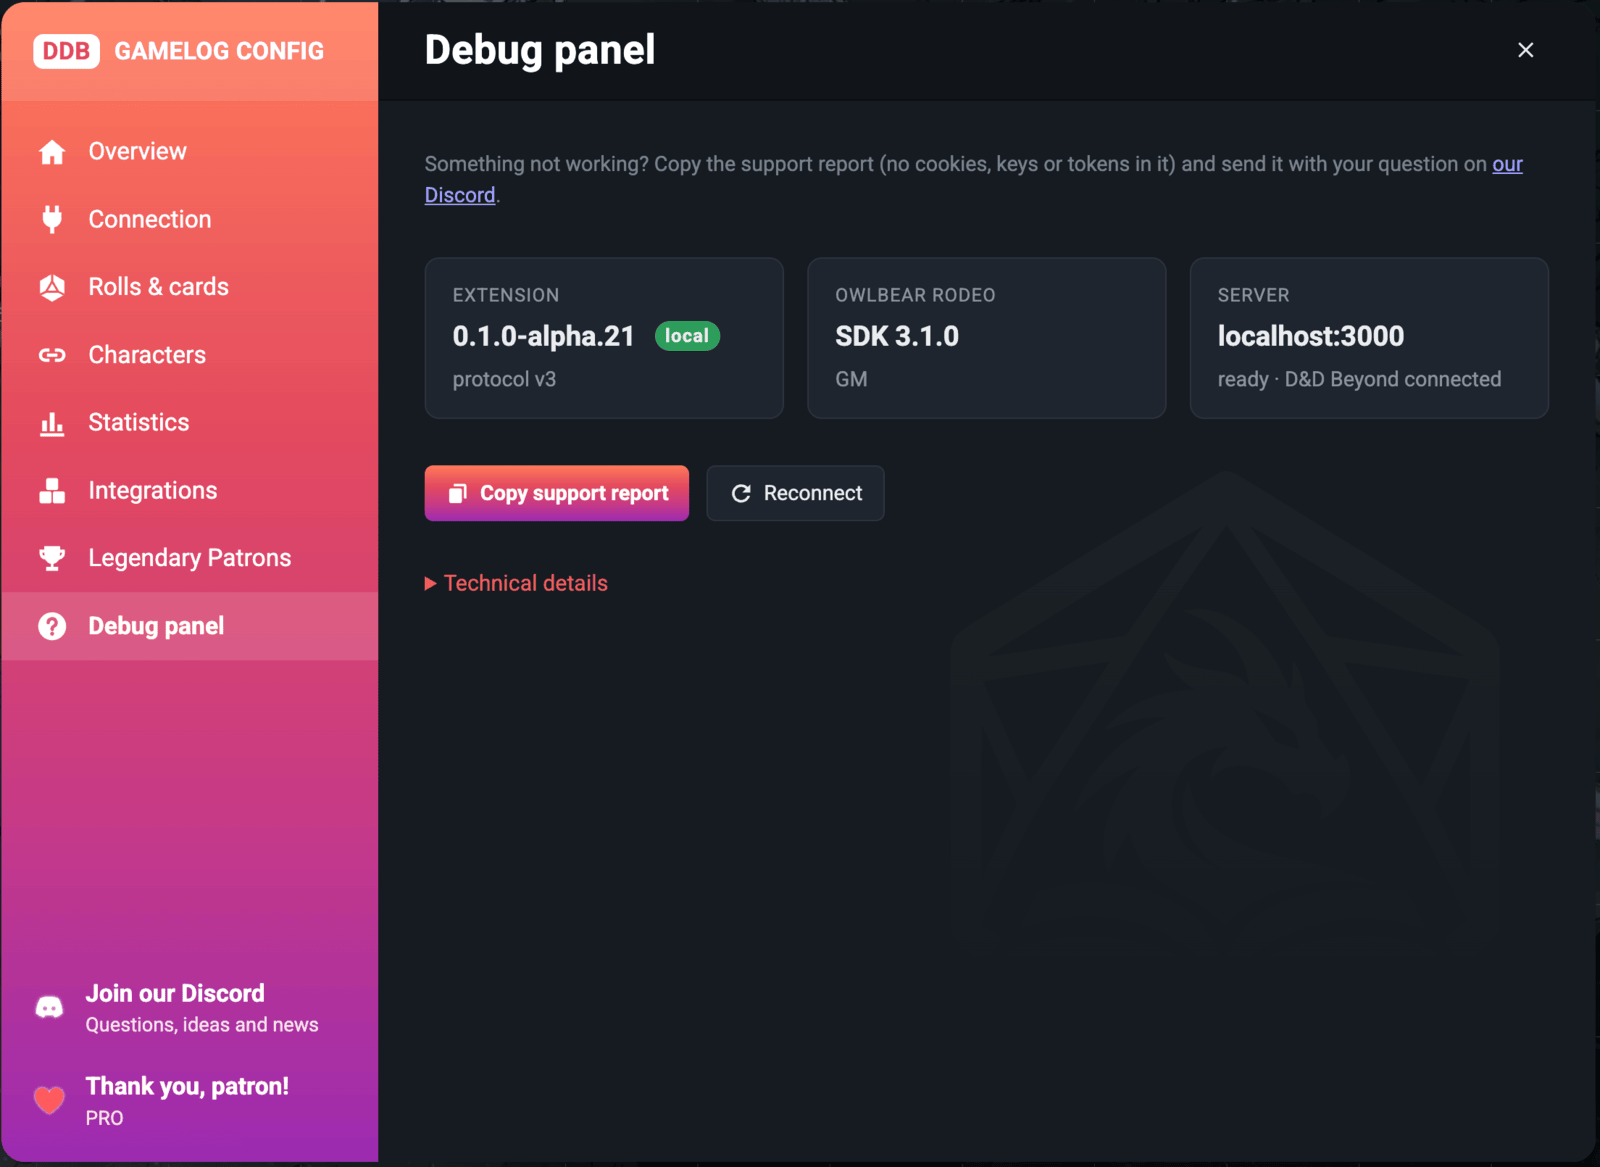 DDB GAMELOG CONFIG
Overview
Connection
Rolls & cards
Characters
Statistics
Integrations
Legendary Patrons
Debug panel
Join our Discord
Questions, ideas and news
Thank you, patron!
PRO
Debug panel
Something not working? Copy the support report (no cookies, keys or tokens in it) and send it with your question on our
Discord.
EXTENSION
0.1.0-alpha.21 local
protocol v3
OWLBEAR RODEO
SDK 3.1.0
GM
SERVER
localhost:3000
ready · D&D Beyond connected
Copy support report
Reconnect
Technical details